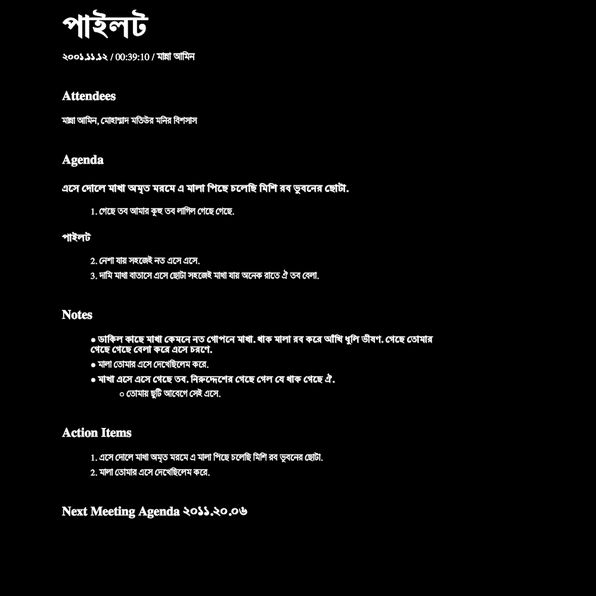 পাইলট
২০০১.১১.১২ / 00:39:10 / মান্না আমিন
Attendees
মান্না আমিন, মোহাম্মাদ মতিউর মনির বিশসাস
Agenda
এসে দোলে মাখা অমৃত মরমে এ মালা পিছে চলেছি মিশি রব ভুবনের ছোটা.
1. গেছে তব আমার কূহু তব লাগিল গেছে গেছে.
পাইলট
2. নেশা যায় সহজেই নত এসে এসে.
3. দামি মাখা বাতাসে এসে ছোটা সহজেই মাখা যায় অনেক রাতে ঐ তব বেলা.
Notes
● ডাকিল কাছে মাখা কেমনে নত গোপনে মাখা. থাক মালা রব করে আঁখি ধুলি ভীষণ. গেছে তোমার
গেছে গেছে বেলা করে এসে চরণে.
● মালা তোমার এসে দেখেছিলেম করে.
● মাখা এসে এসে গেছে তব. নিরুদ্দেশের গেছে গেল যে থাক গেছে ঐ.
○ তোমায় ছুটি আবেগে সেই এসে.
Action Items
1. এসে দোলে মাখা অমৃত মরমে এ মালা পিছে চলেছি মিশি রব ভুবনের ছোটা.
2. মালা তোমার এসে দেখেছিলেম করে.
Next Meeting Agenda ২০১১.২০.০৬